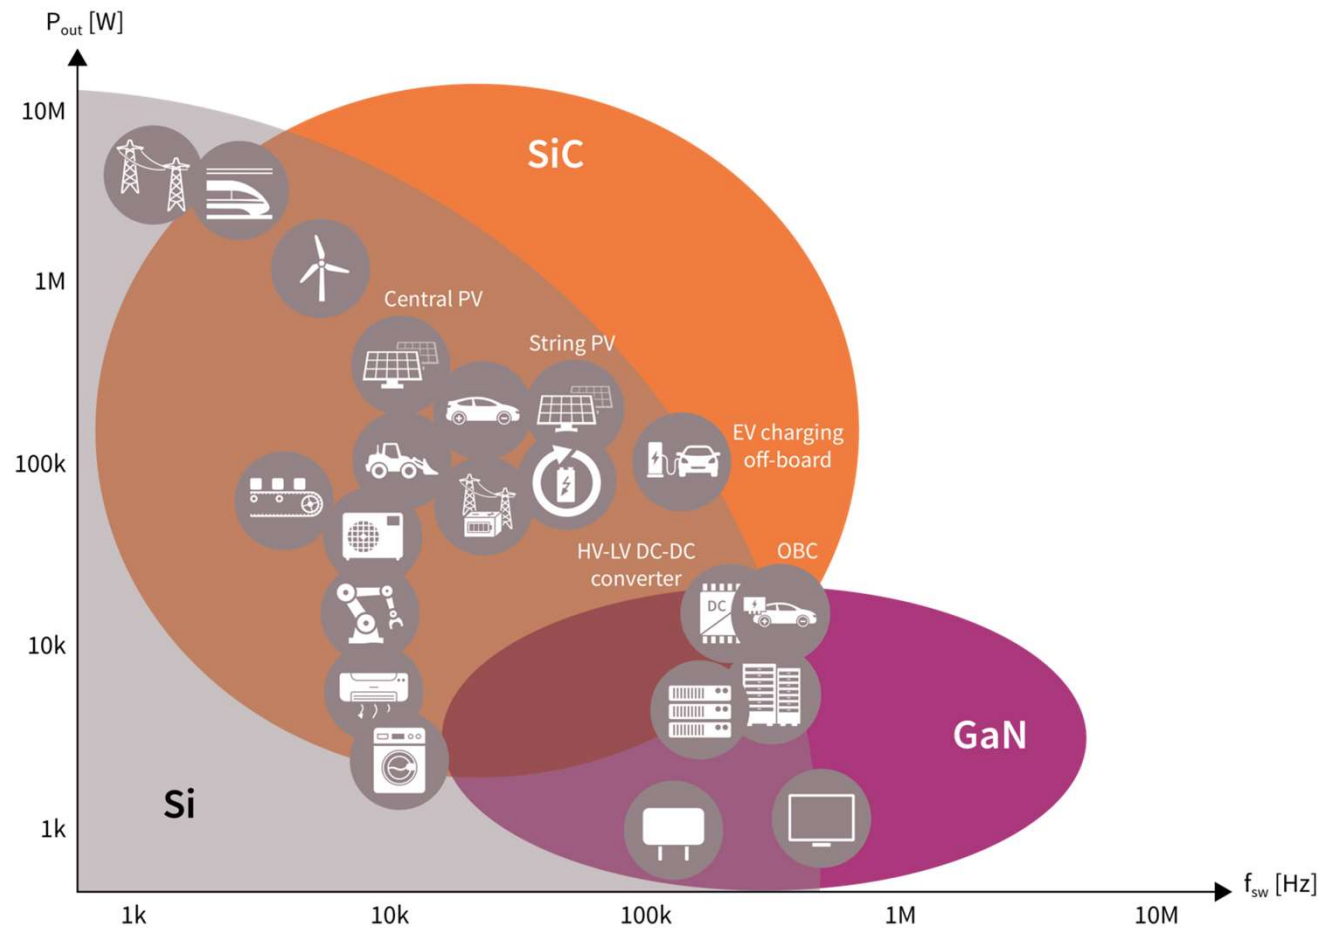 Pout [W]
10M
SiC
1M
Central PV
String PV
EV charging
off-board
100k
HV-LV DC-DC
converter
OBC
DC
10k
GaN
Si
1k
fsw [Hz]
1k
10k
100k
1M
10M